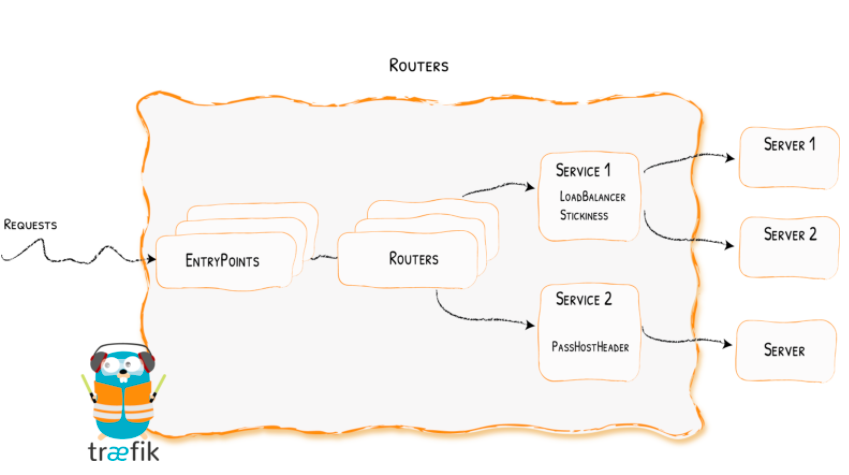 Routers
Requests
EntryPoints
Routers
Service 1
LoadBalancer
Stickiness
Service 2
PassHostHeader
Server 1
Server 2
Server
træfik